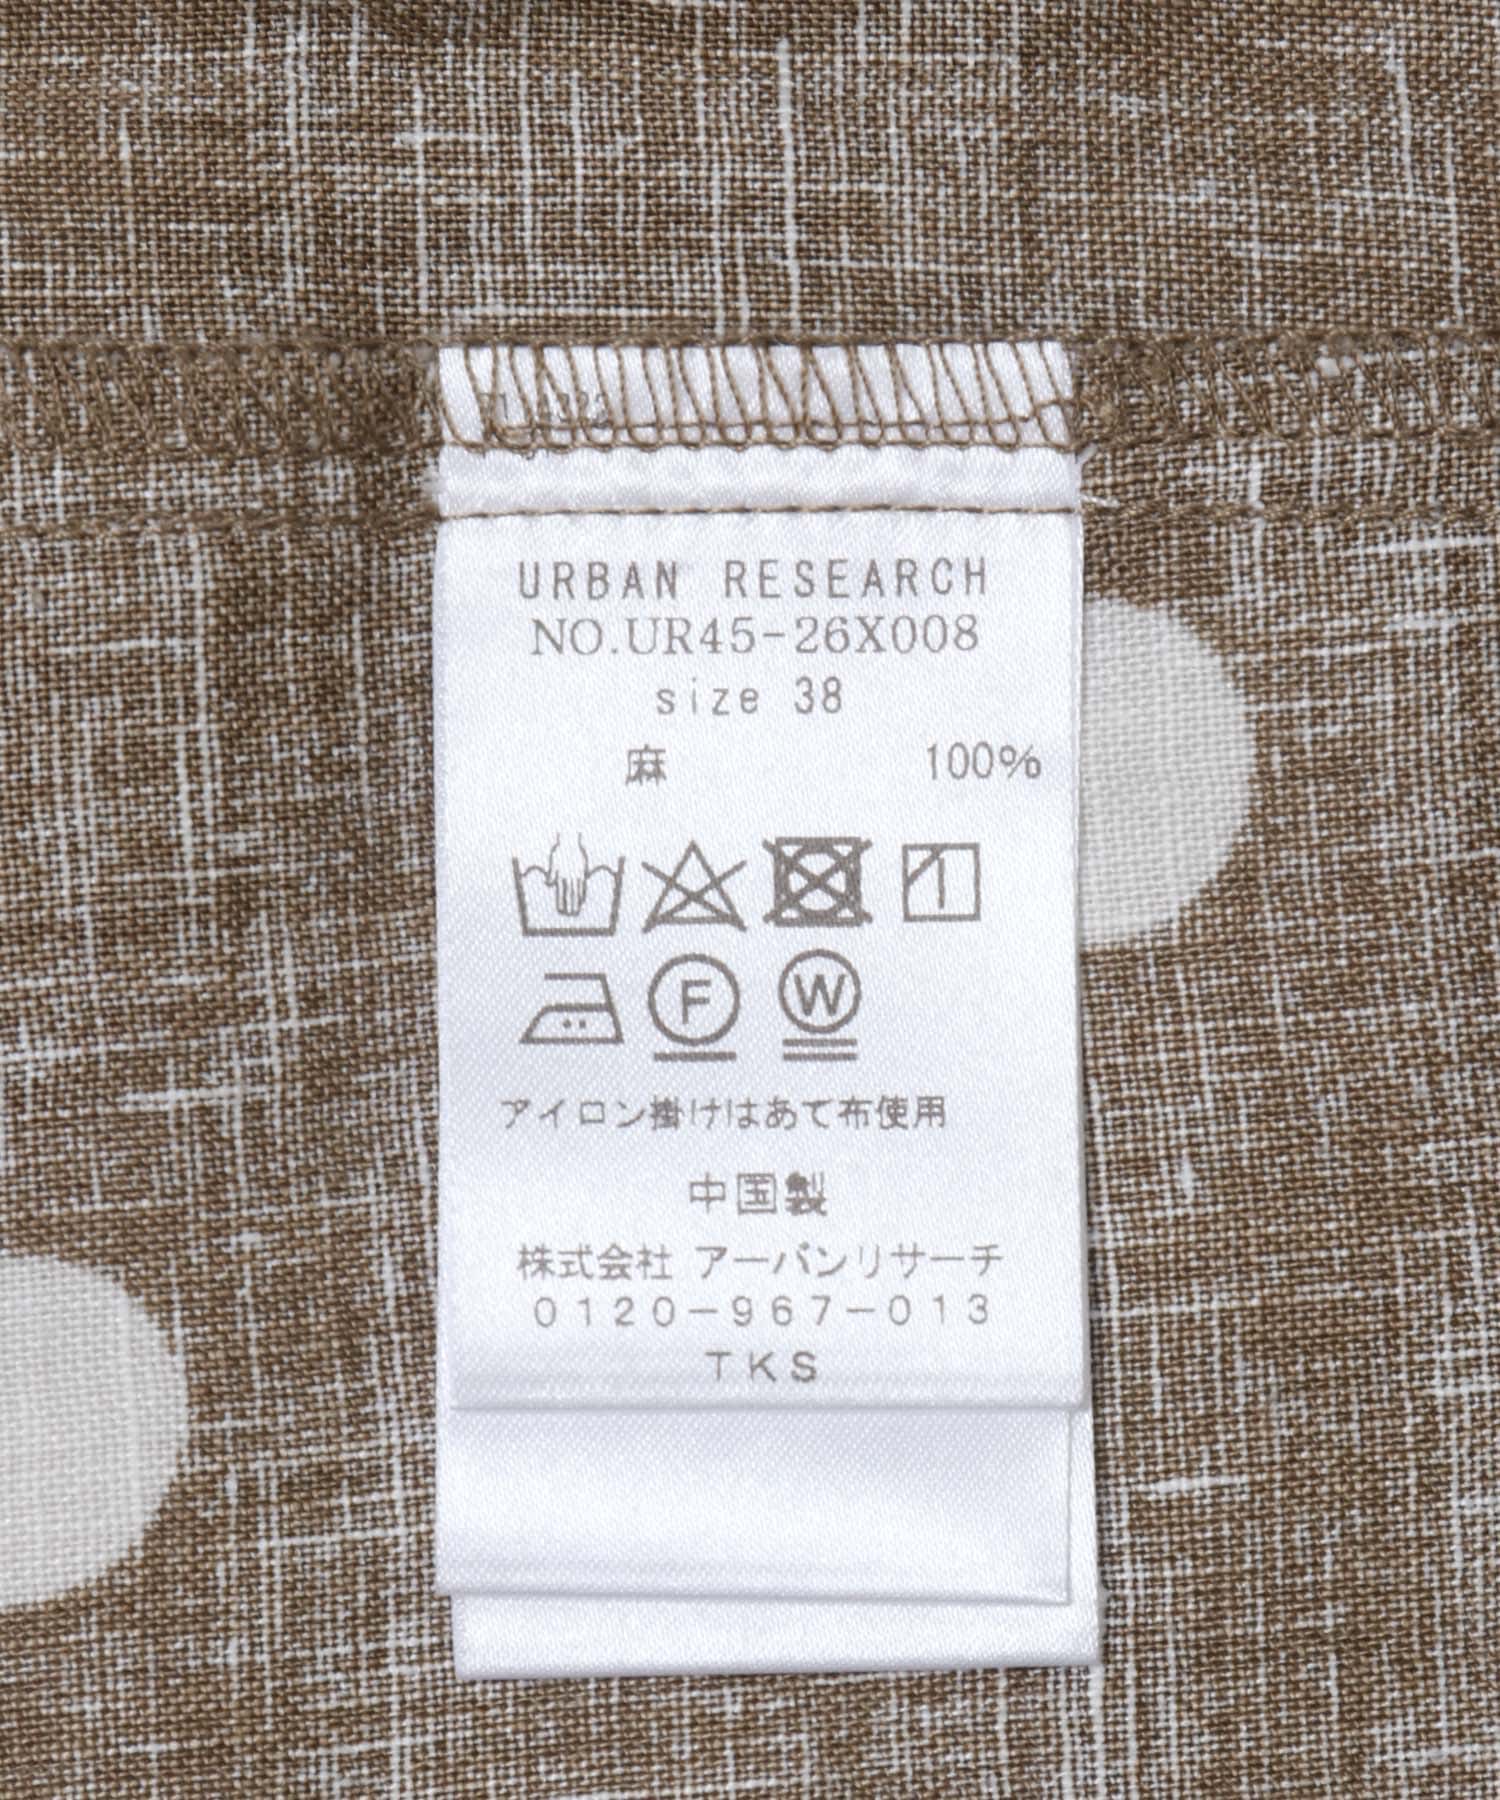 URBAN RESEARCH
NO.UR45-26X008
size 38
麻 100%
F W
アイロン掛けはあて布使用
中国製
株式会社 アーバンリサーチ
0120-967-013
TKS